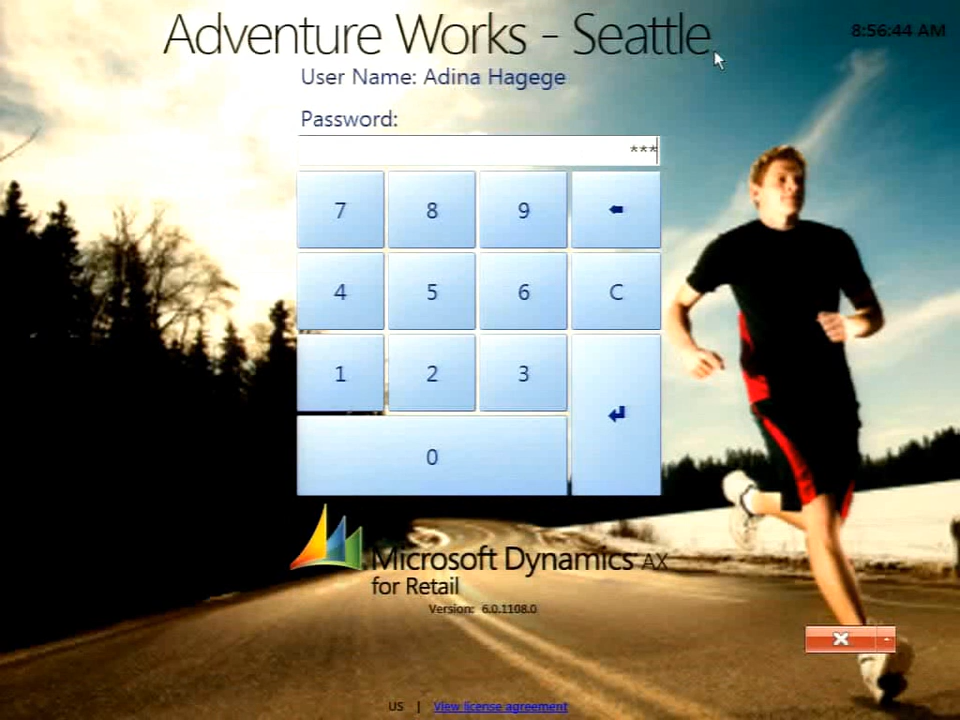 Adventure Works - Seattle
8:56:44 AM
User Name: Adina Hagege
Password:
***
7 8 9
4 5 6 C
1 2 3
0
Microsoft Dynamics AX
for Retail
Version: 6.0.1108.0
US | View license agreement